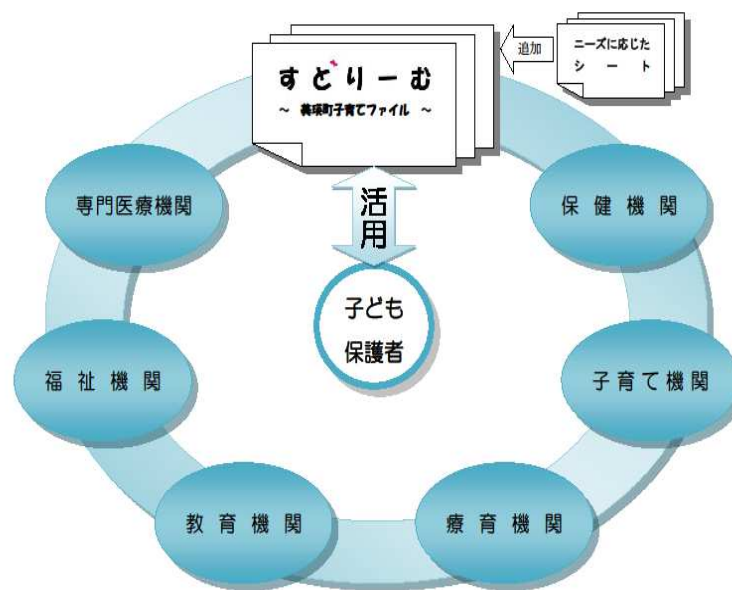 すとりーむ
～ 美瑛町子育てファイル ～
追加
ニーズに応じた
シート
活用
子ども
保護者
専門医療機関
保健機関
福祉機関
子育て機関
教育機関
療育機関